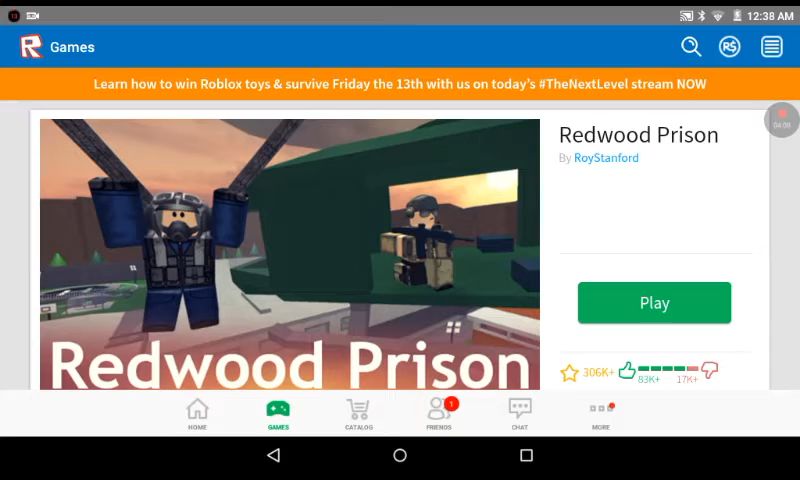 12:38 AM
R Games
R$
Learn how to win Roblox toys & survive Friday the 13th with us on today's #TheNextLevel stream NOW
Redwood Prison
By RoyStanford
Play
306K+
83K+
17K+
Redwood Prison
HOME
GAMES
CATALOG
1
FRIENDS
CHAT
MORE